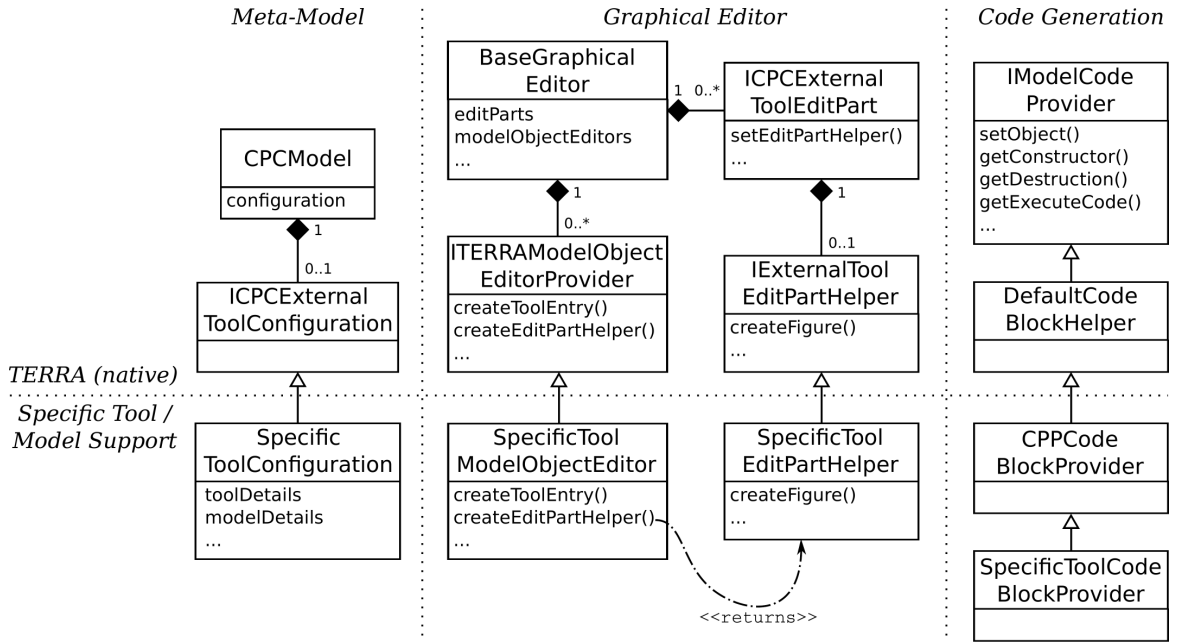 Meta-Model
Graphical Editor
Code Generation
CPCModel
configuration
1
0..1
ICPCExternal
ToolConfiguration
BaseGraphical
Editor
editParts
modelObjectEditors
...
1 0..*
1
0..*
ICPCExternal
ToolEditPart
setEditPartHelper()
...
1
0..1
ITERRAModelObject
EditorProvider
createToolEntry()
createEditPartHelper()
...
IExternalTool
EditPartHelper
createFigure()
...
IModelCode
Provider
setObject()
getConstructor()
getDestruction()
getExecuteCode()
...
DefaultCode
BlockHelper
TERRA (native)
Specific Tool /
Model Support
Specific
ToolConfiguration
toolDetails
modelDetails
...
SpecificTool
ModelObjectEditor
createToolEntry()
createEditPartHelper()
...
SpecificTool
EditPartHelper
createFigure()
...
<<returns>>
CPPCode
BlockProvider
SpecificToolCode
BlockProvider